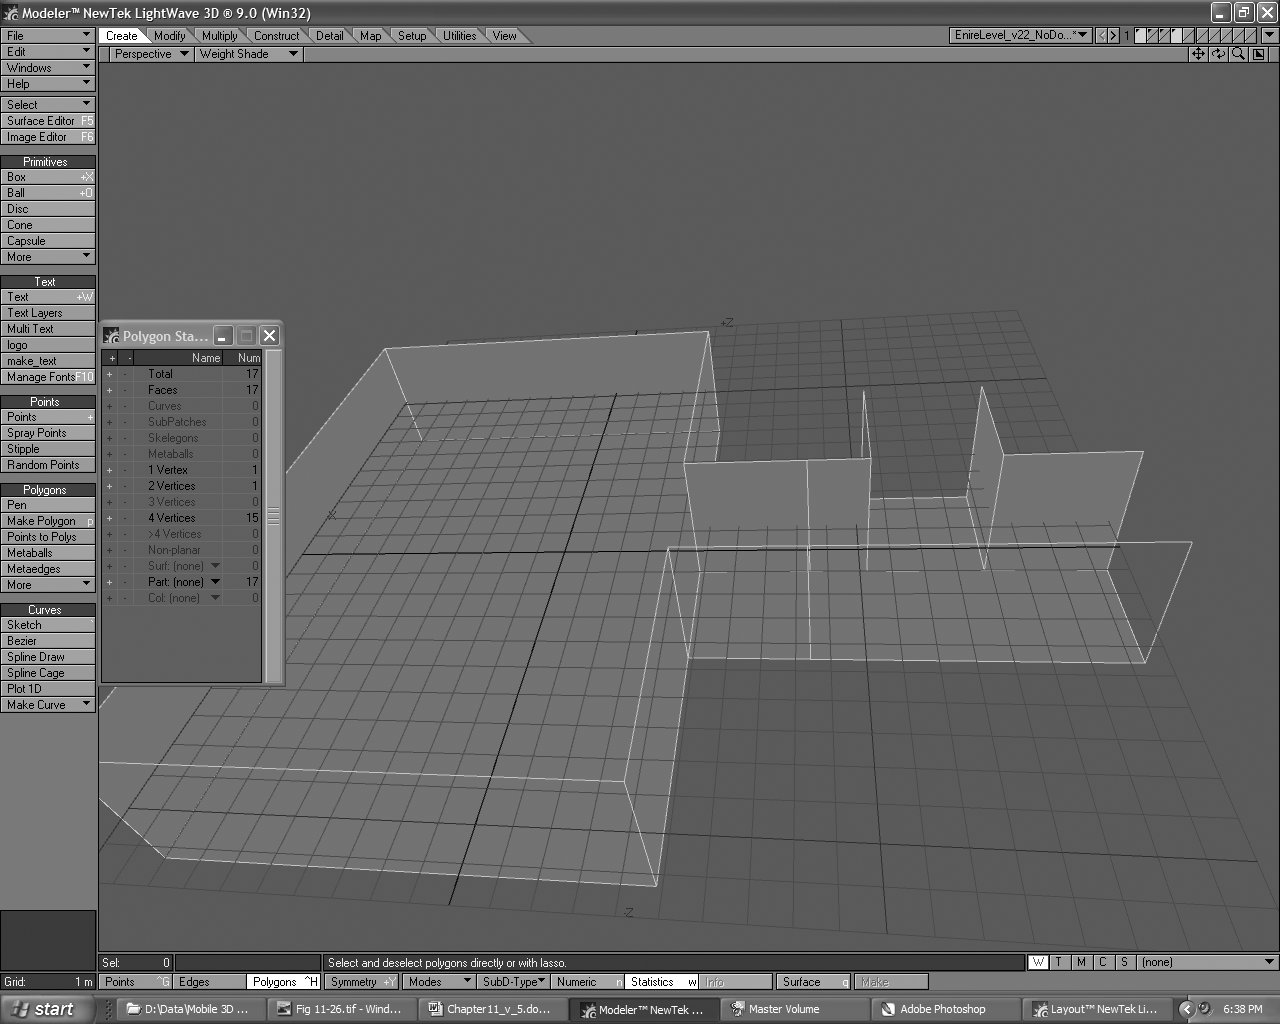 Modeler™ NewTek LightWave 3D ® 9.0 (Win32)
File
Edit
Windows
Help
Select
Surface Editor F5
Image Editor F6
Primitives
Box +X
Ball +O
Disc
Cone
Capsule
More
Text
Text +W
Text Layers
Multi Text
logo
make_text
Manage Fonts F10
Points
Points +
Spray Points
Stipple
Random Points
Polygons
Pen
Make Polygon p
Points to Polys
Metaballs
Metaedges
More
Curves
Sketch `
Bezier
Spline Draw
Spline Cage
Plot 1D
Make Curve
Create Modify Multiply Construct Detail Map Setup Utilities View
EnireLevel_v22_NoDo...* 1
Perspective Weight Shade
+Z
X
-Z
Polygon Sta...
+ - Name Num
+ - Total 17
+ - Faces 17
+ - Curves 0
+ - SubPatches 0
+ - Skelegons 0
+ - Metaballs 0
+ - 1 Vertex 1
+ - 2 Vertices 1
+ - 3 Vertices 0
+ - 4 Vertices 15
+ - >4 Vertices 0
+ - Non-planar 0
+ - Surf: (none) 0
+ - Part: (none) 17
+ - Col: (none) 0
Sel: 0 Select and deselect polygons directly or with lasso. W T M C S (none)
Grid: 1 m Points ^G Edges Polygons ^H Symmetry +Y Modes SubD-Type Numeric n Statistics w Info Surface q Make
start D:\Data\Mobile 3D ... Fig 11-26.tif - Wind... Chapter11_v_5.do... Modeler™ NewTek ... Master Volume Adobe Photoshop Layout™ NewTek Li... 6:38 PM